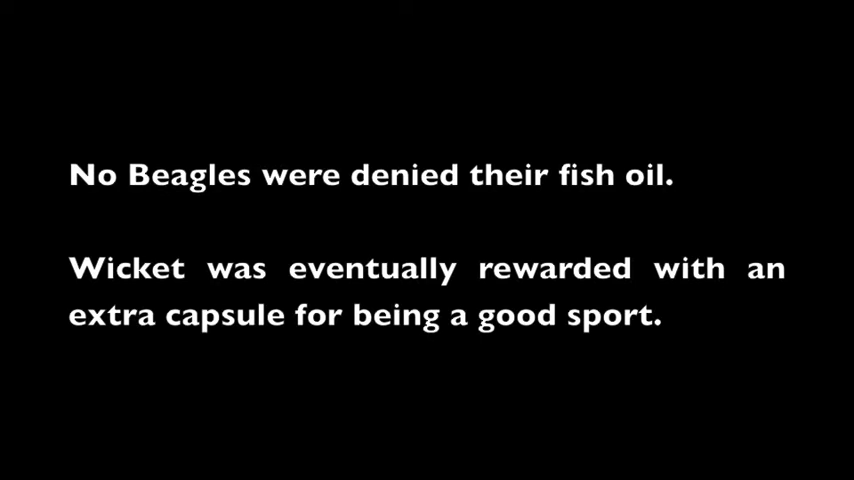 No Beagles were denied their fish oil.
Wicket was eventually rewarded with an
extra capsule for being a good sport.